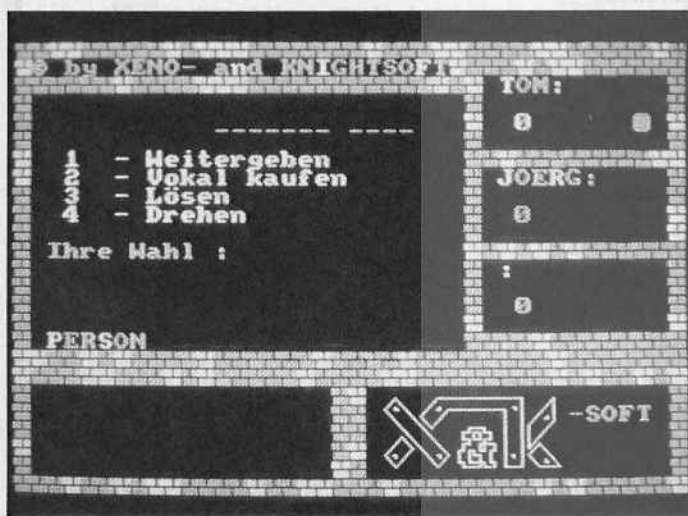 by XENO- and KNIGHTSOFT
TOM:
0 0
JOERG:
0
:
0
------- ----
1 - Weitergeben
2 - Vokal kaufen
3 - Lösen
4 - Drehen
Ihre Wahl :
PERSON
X&K -SOFT